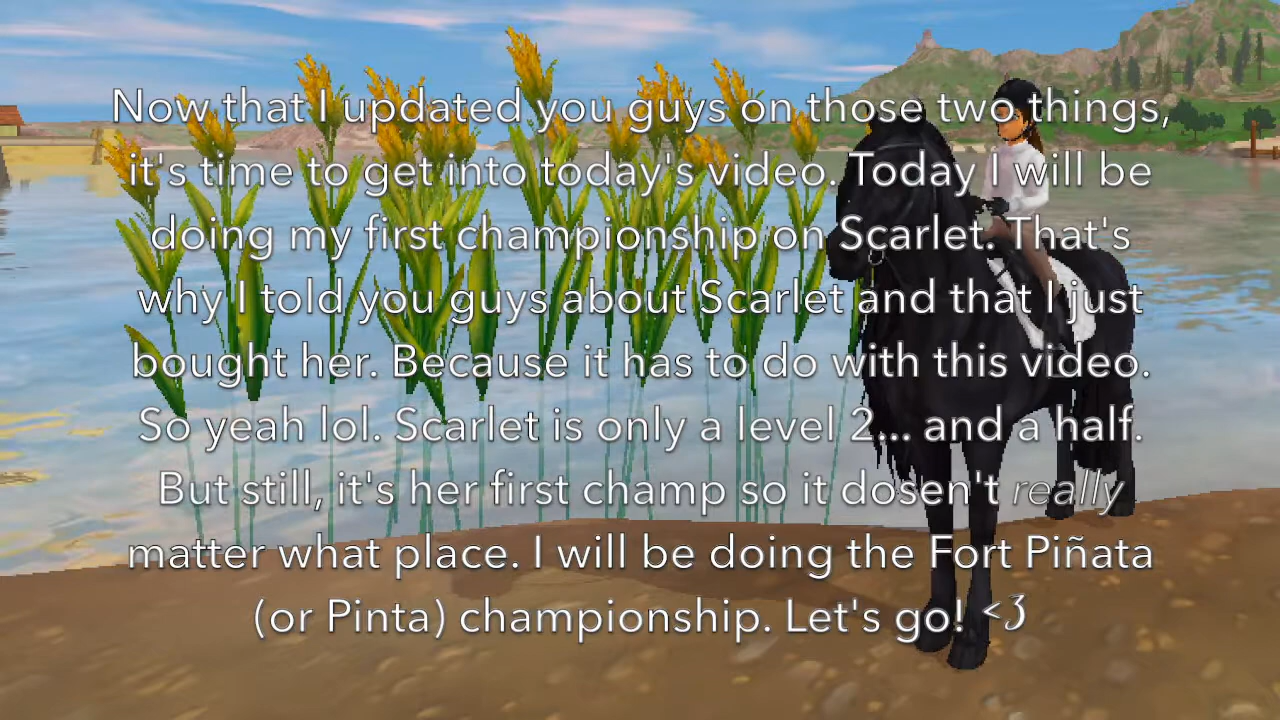 Now that I updated you guys on those two things,
it's time to get into today's video. Today I will be
doing my first championship on Scarlet. That's
why I told you guys about Scarlet and that I just
bought her. Because it has to do with this video.
So yeah lol. Scarlet is only a level 2... and a half.
But still, it's her first champ so it dosen't really
matter what place. I will be doing the Fort Piñata
(or Pinta) championship. Let's go! <3